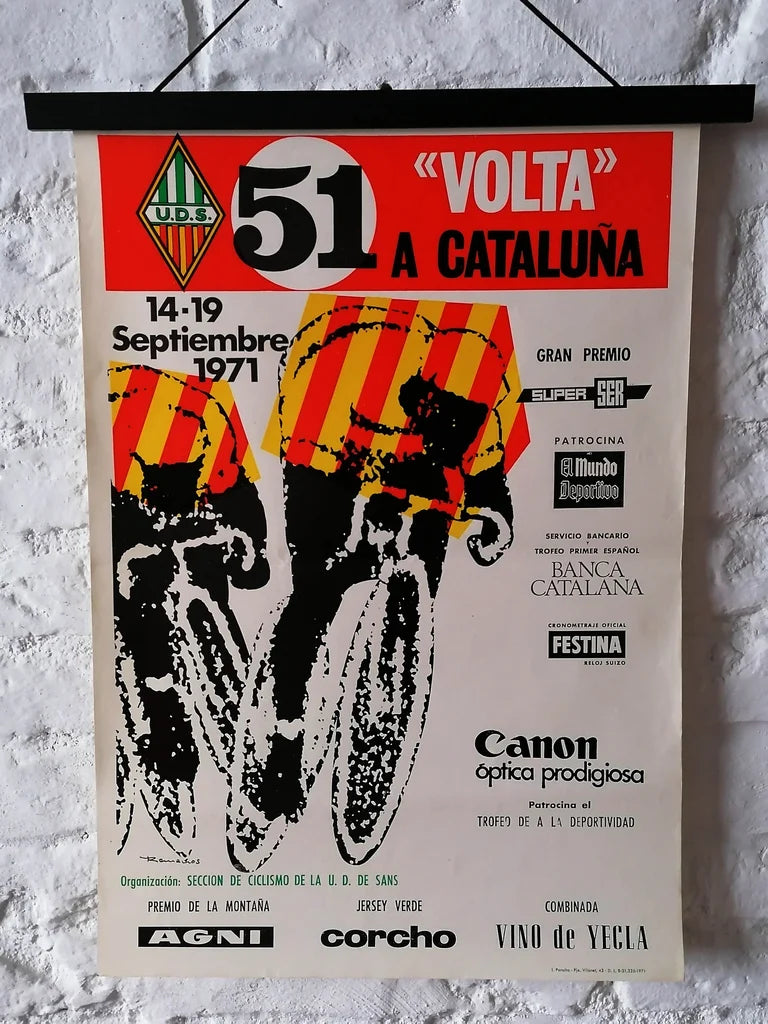 U.D.S.
51
«VOLTA»
A CATALUÑA
14-19
Septiembre
1971
GRAN PREMIO
SUPER SER
PATROCINA
El Mundo
Deportivo
SERVICIO BANCARIO
Y
TROFEO PRIMER ESPAÑOL
BANCA
CATALANA
CRONOMETRAJE OFICIAL
FESTINA
RELOJ SUIZO
Canon
óptica prodigiosa
Patrocina el
TROFEO DE A LA DEPORTIVIDAD
Organización: SECCION DE CICLISMO DE LA U. D. DE SANS
PREMIO DE LA MONTAÑA
AGNI
JERSEY VERDE
corcho
COMBINADA
VINO de YECLA